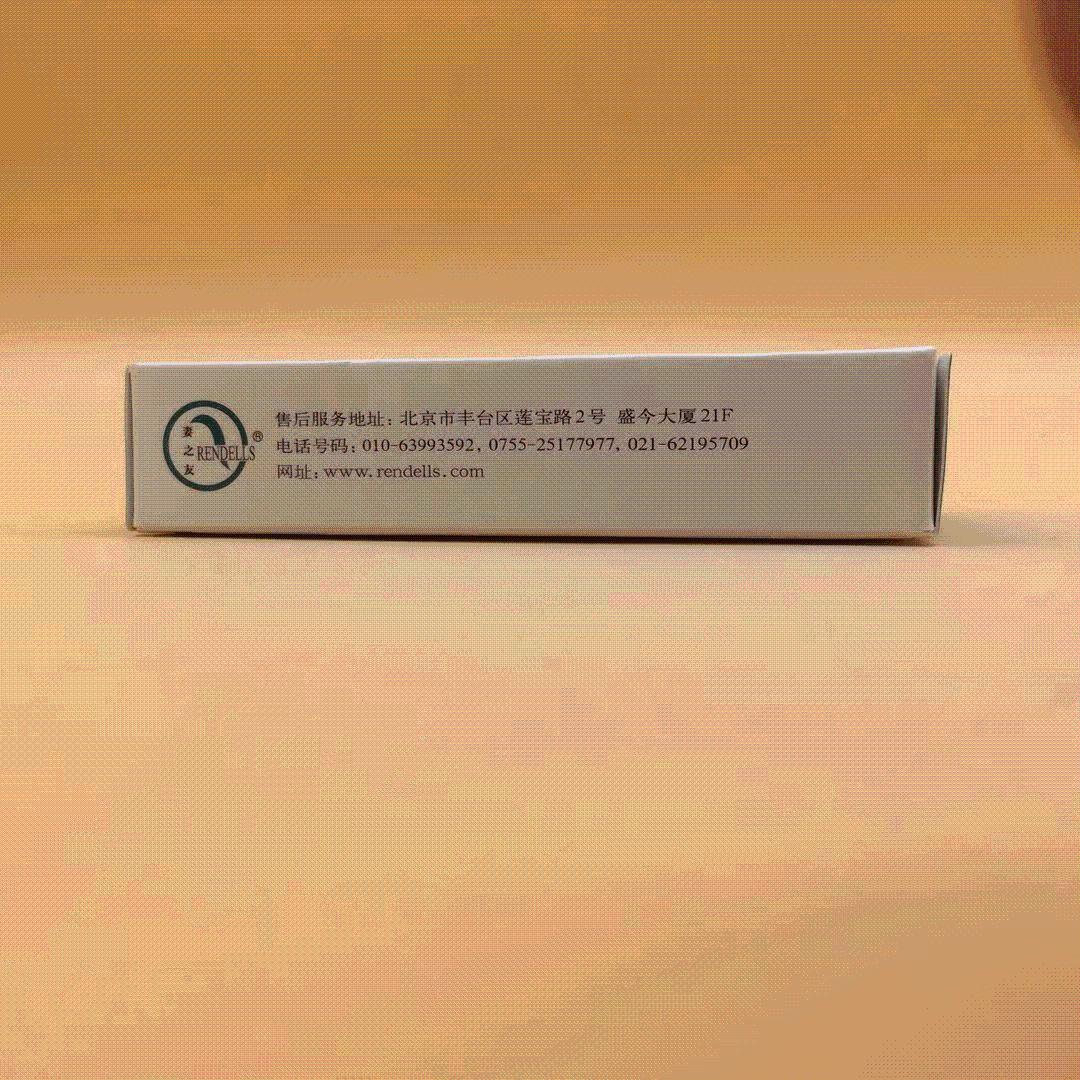 妻之友
RENDELLS®
售后服务地址: 北京市丰台区莲宝路2号 盛今大厦21F
电话号码: 010-63993592, 0755-25177977, 021-62195709
网址: www.rendells.com